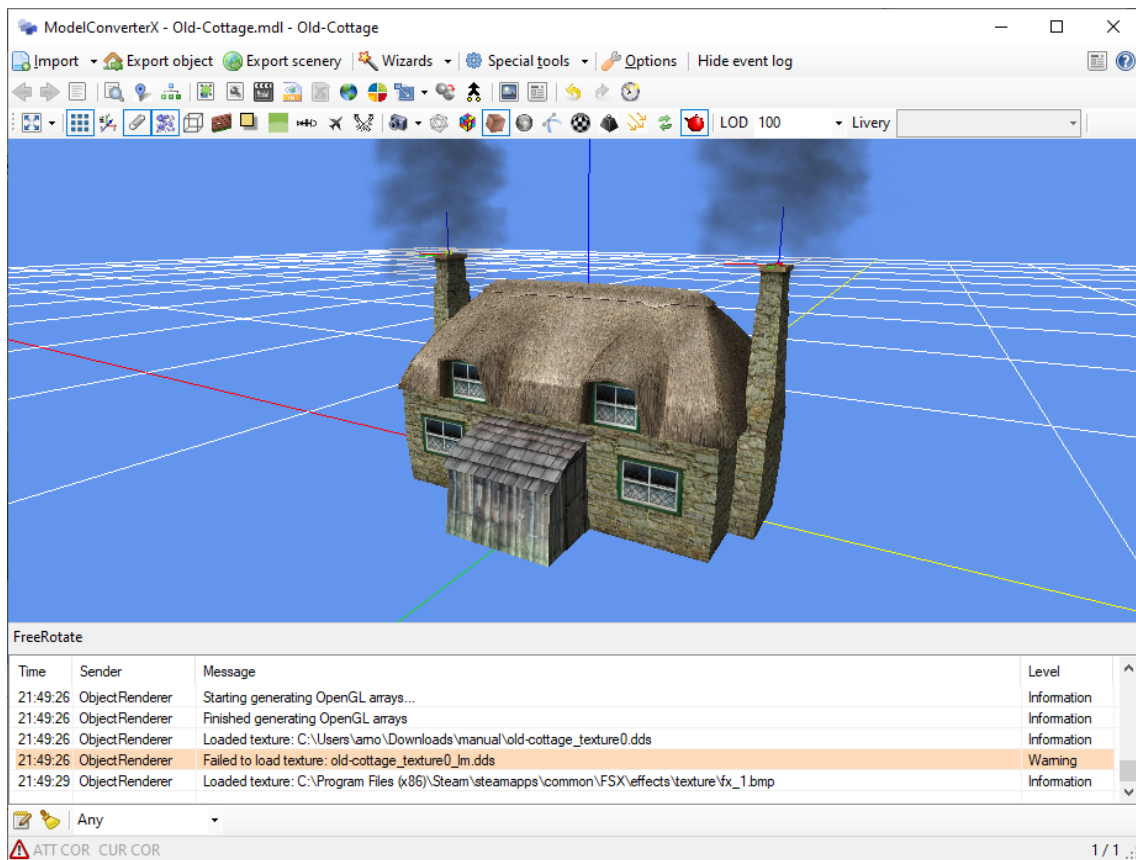 ModelConverterX - Old-Cottage.mdl - Old-Cottage
Import Export object Export scenery Wizards Special tools Options Hide event log
LOD 100 Livery
FreeRotate
Time Sender Message Level
21:49:26 ObjectRenderer Starting generating OpenGL arrays... Information
21:49:26 ObjectRenderer Finished generating OpenGL arrays Information
21:49:26 ObjectRenderer Loaded texture: C:\Users\arno\Downloads\manual\old-cottage_texture0.dds Information
21:49:26 ObjectRenderer Failed to load texture: old-cottage_texture0_lm.dds Warning
21:49:29 ObjectRenderer Loaded texture: C:\Program Files (x86)\Steam\steamapps\common\FSX\effects\texture\fx_1.bmp Information
Any
ATT COR CUR COR 1 / 1